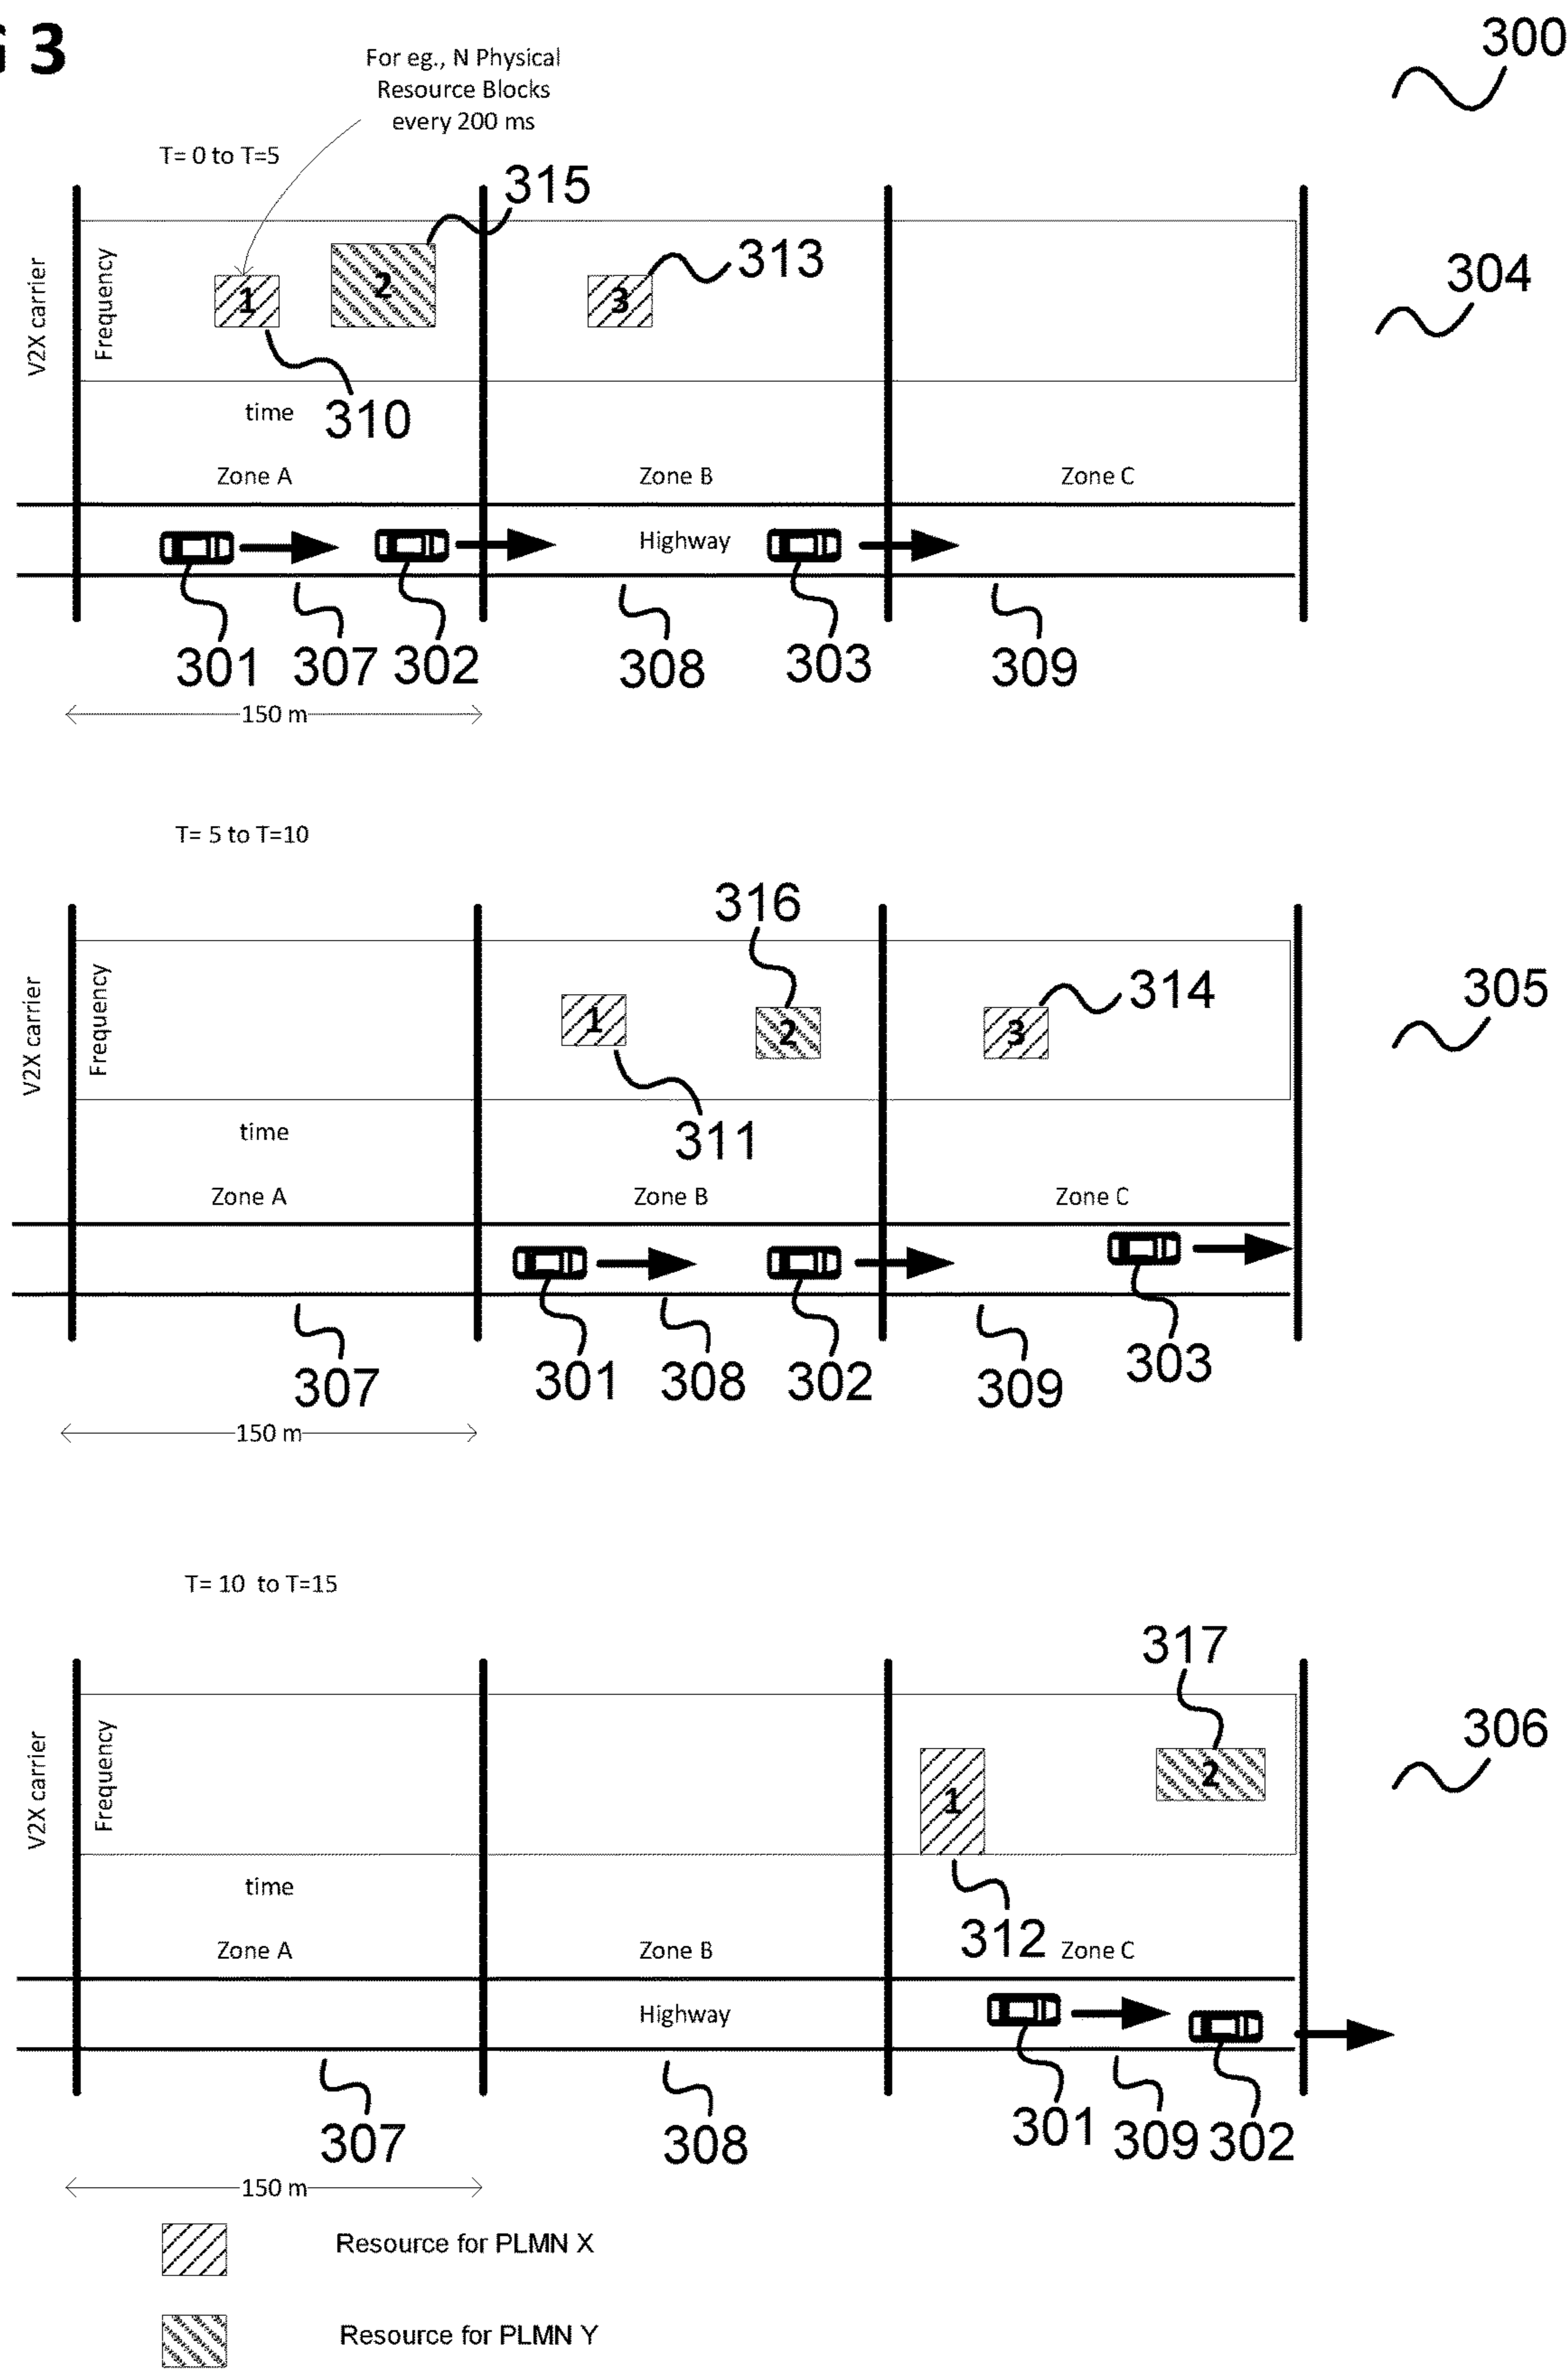 G 3
300
For eg., N Physical
Resource Blocks
every 200 ms
T= 0 to T=5
315
V2X carrier
Frequency
1
2
3
313
304
310
time
Zone A
Zone B
Zone C
Highway
301
307
302
308
303
309
150 m
T= 5 to T=10
316
V2X carrier
Frequency
1
2
3
314
305
311
time
Zone A
Zone B
Zone C
307
301
308
302
309
303
150 m
T= 10 to T=15
317
306
V2X carrier
Frequency
1
2
312
time
Zone A
Zone B
Zone C
Highway
307
308
301
309
302
150 m
Resource for PLMN X
Resource for PLMN Y